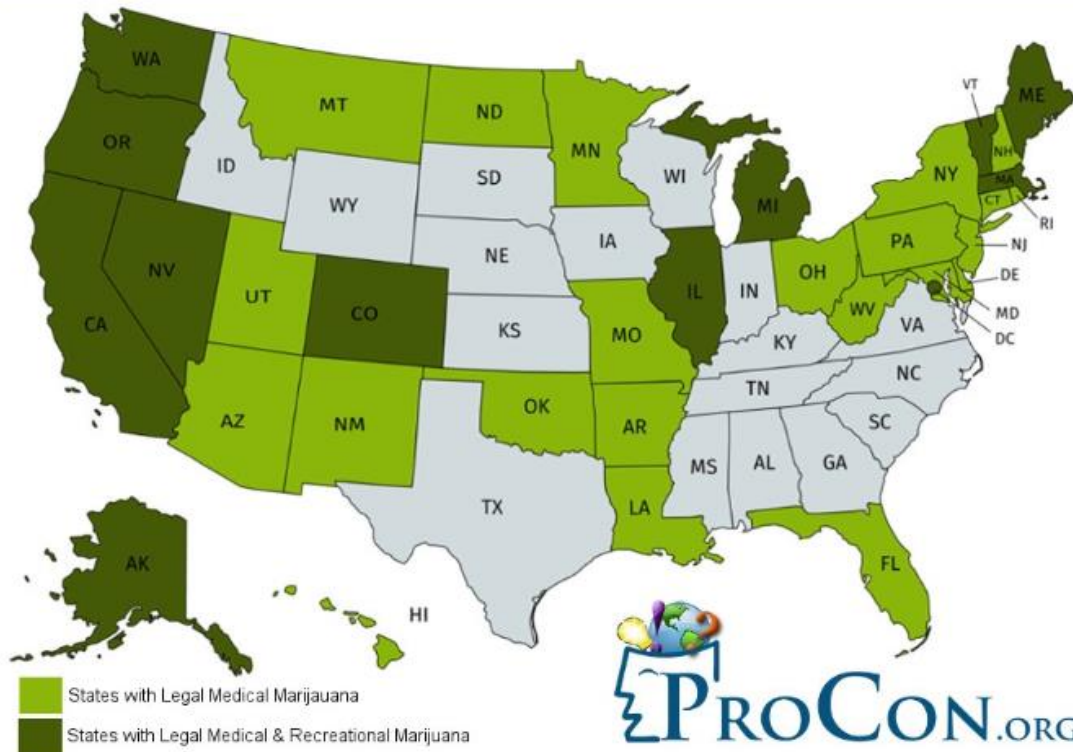 WA
MT
ND
MN
VT
ME
OR
ID
SD
WI
NY
NH
MA
CT
RI
WY
MI
IA
PA
NJ
NE
NV
UT
CO
IL
IN
OH
DE
CA
KS
MO
WV
MD
VA
DC
KY
NC
TN
AZ
NM
OK
AR
SC
MS
AL
GA
TX
LA
AK
HI
FL
States with Legal Medical Marijauana
States with Legal Medical & Recreational Marijuana
PROCON.ORG